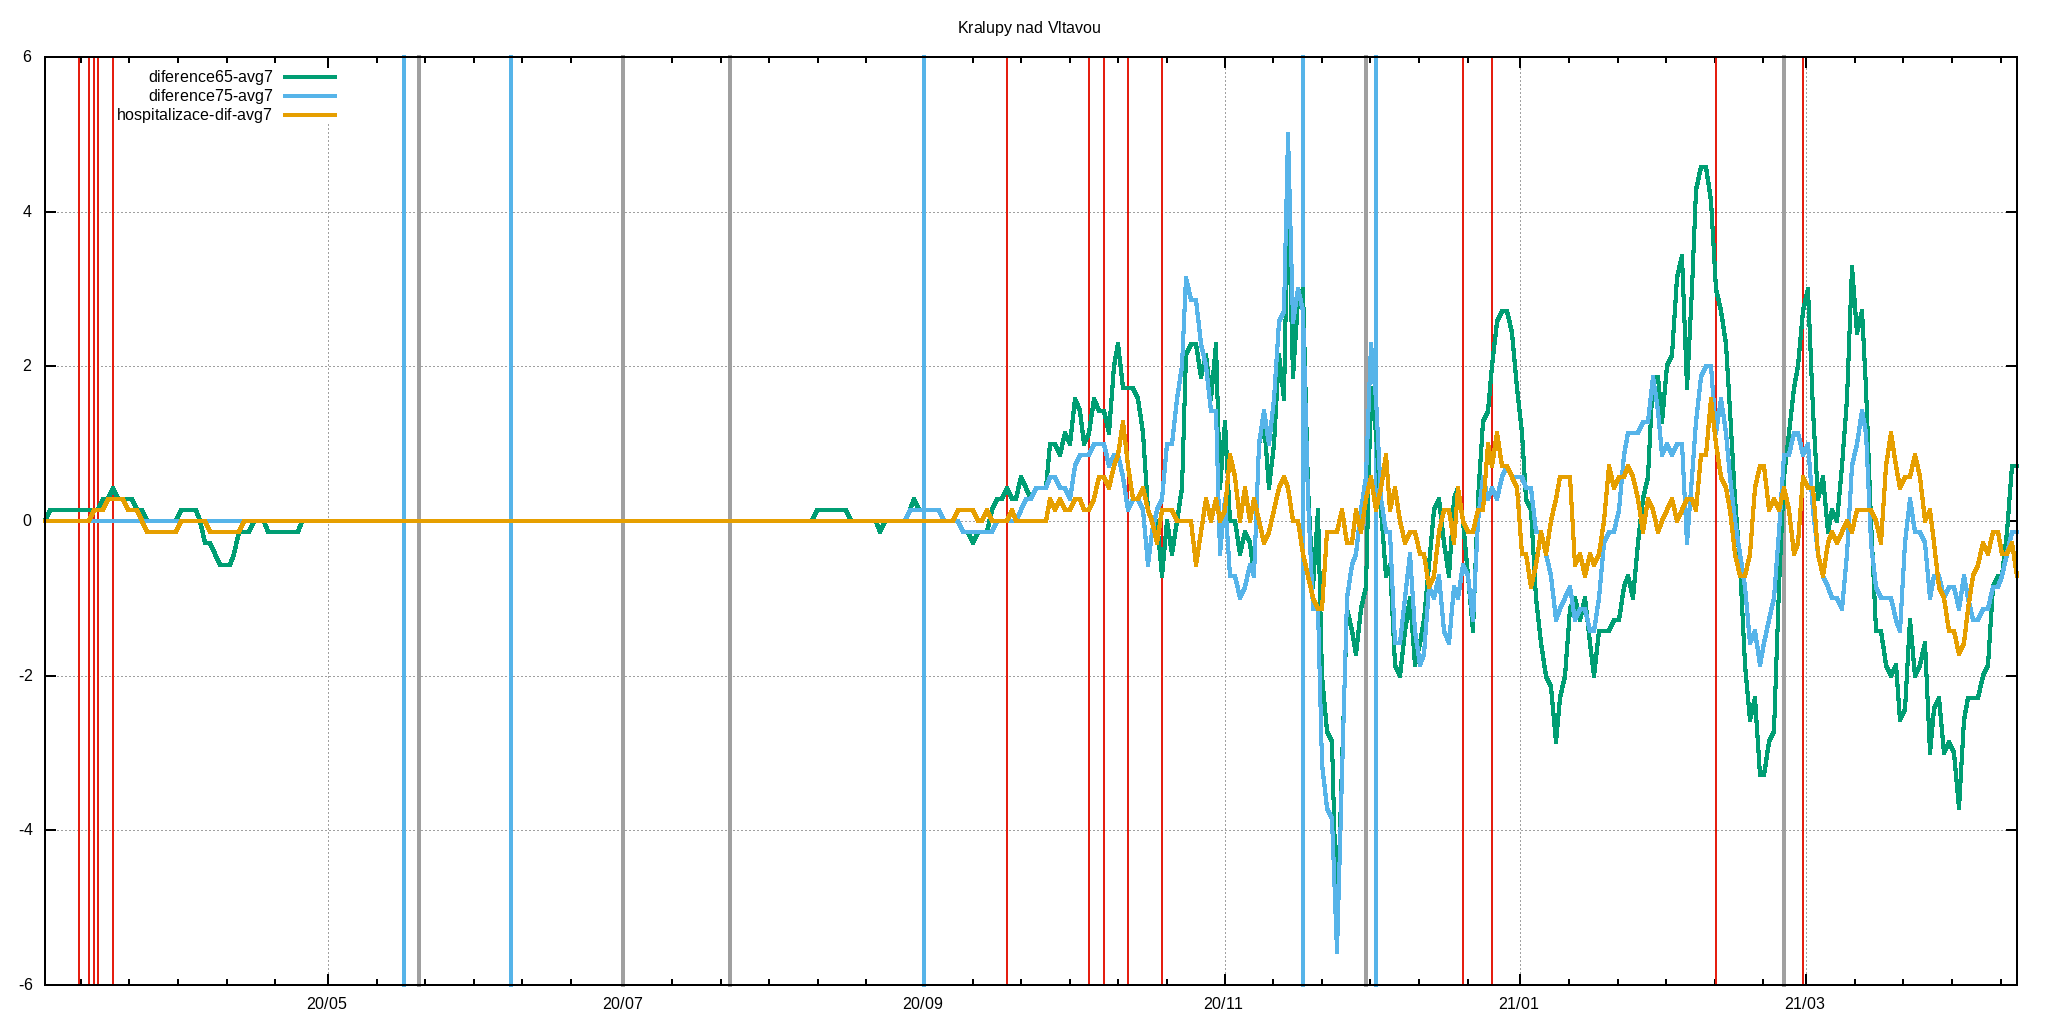 Kralupy nad Vltavou
6
diference65-avg7
diference75-avg7
hospitalizace-dif-avg7
4
2
0
-2
-4
-6
20/05 20/07 20/09 20/11 21/01 21/03